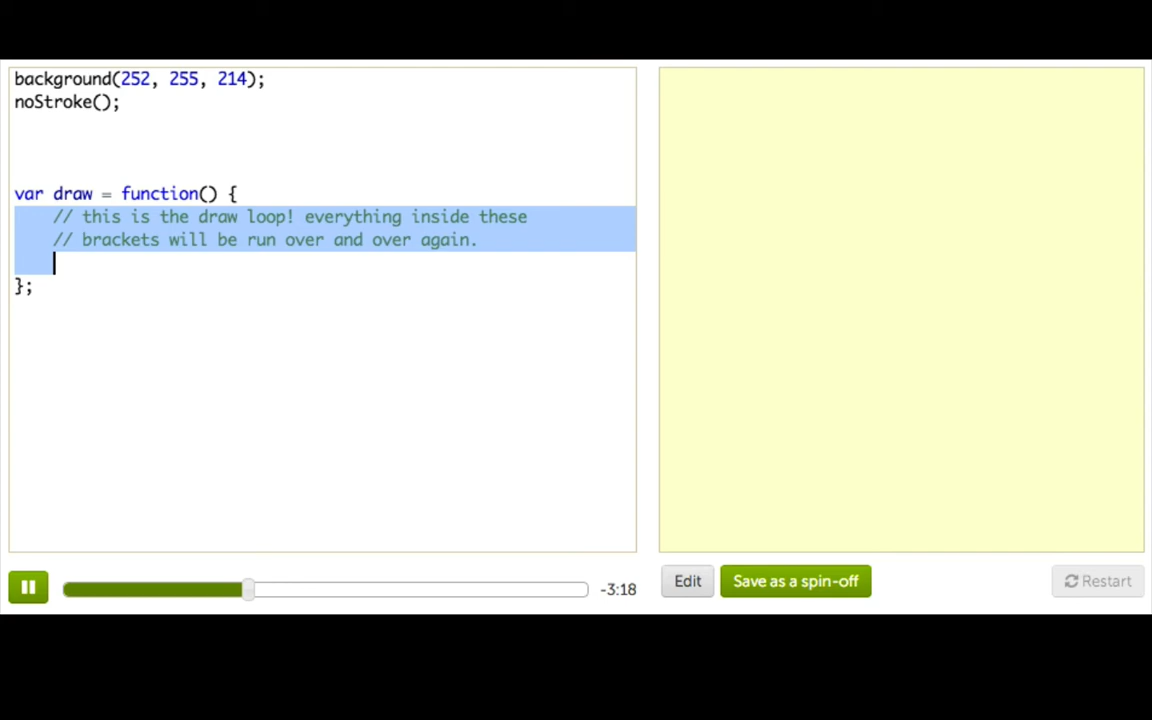 background(252, 255, 214);
noStroke();
var draw = function() {
// this is the draw loop! everything inside these
// brackets will be run over and over again.
};
-3:18
Edit
Save as a spin-off
Restart